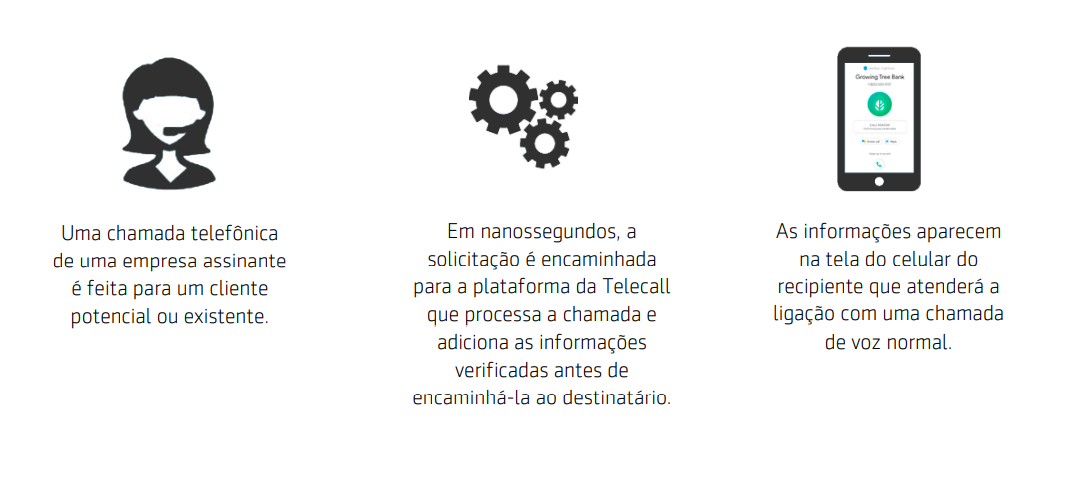 Uma chamada telefônica
de uma empresa assinante
é feita para um cliente
potencial ou existente.
Em nanossegundos, a
solicitação é encaminhada
para a plataforma da Telecall
que processa a chamada e
adiciona as informações
verificadas antes de
encaminhá-la ao destinatário.
Growing Tree Bank
As informações aparecem
na tela do celular do
recipiente que atenderá a
ligação com uma chamada
de voz normal.